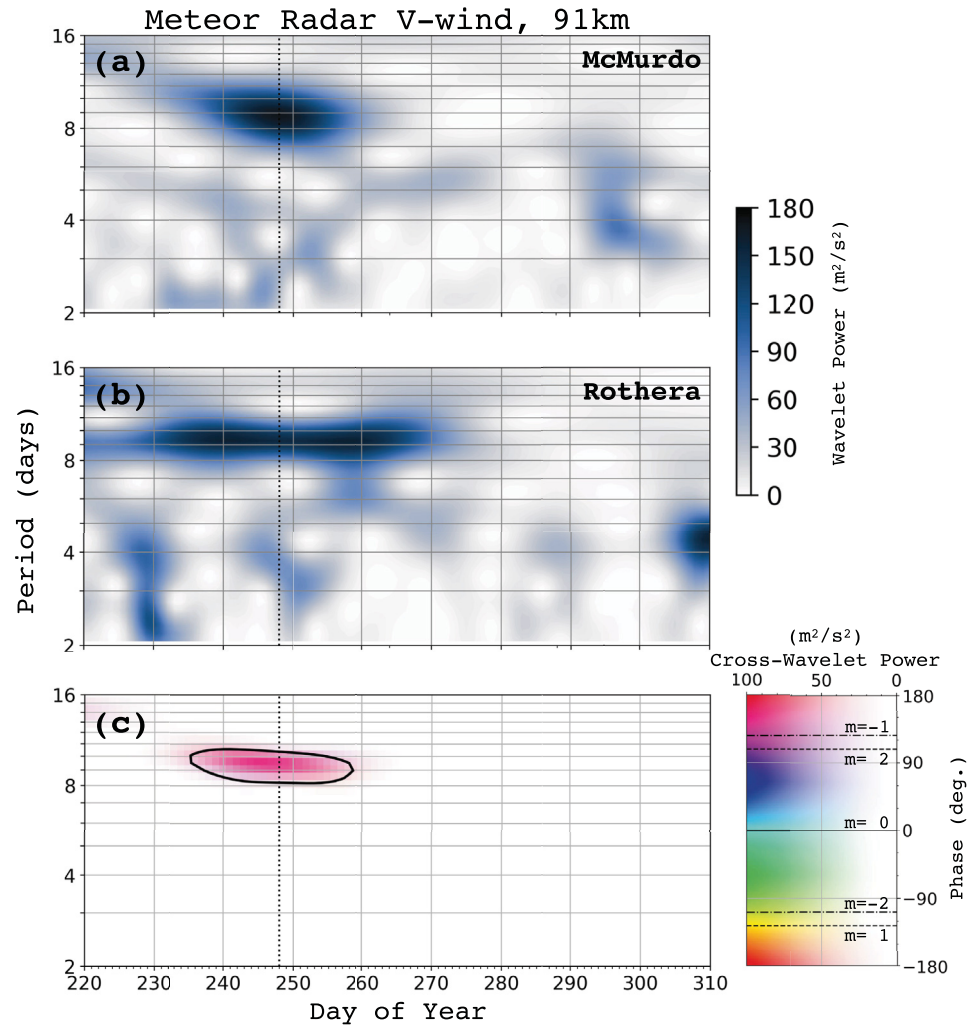 Meteor Radar V-wind, 91km
16
8
4
2
(a)
McMurdo
180
150
120
90
60
30
0
Wavelet Power (m²/s²)
16
8
4
2
(b)
Rothera
Period (days)
16
8
4
2
(c)
220 230 240 250 260 270 280 290 300 310
Day of Year
(m²/s²)
Cross-Wavelet Power
100 50 0
180
90
0
−90
−180
m=-1
m= 2
m= 0
m=-2
m= 1
Phase (deg.)